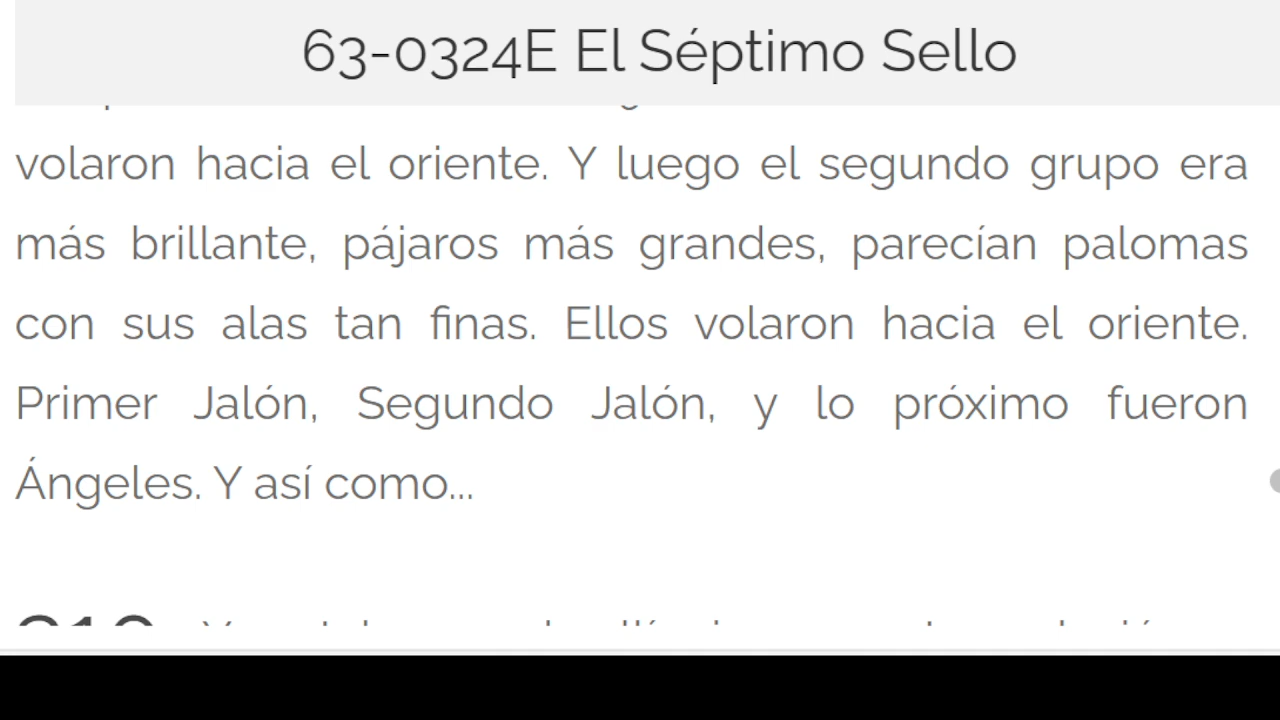 63-0324E El Séptimo Sello
volaron hacia el oriente. Y luego el segundo grupo era
más brillante, pájaros más grandes, parecían palomas
con sus alas tan finas. Ellos volaron hacia el oriente.
Primer Jalón, Segundo Jalón, y lo próximo fueron
Ángeles. Y así como...